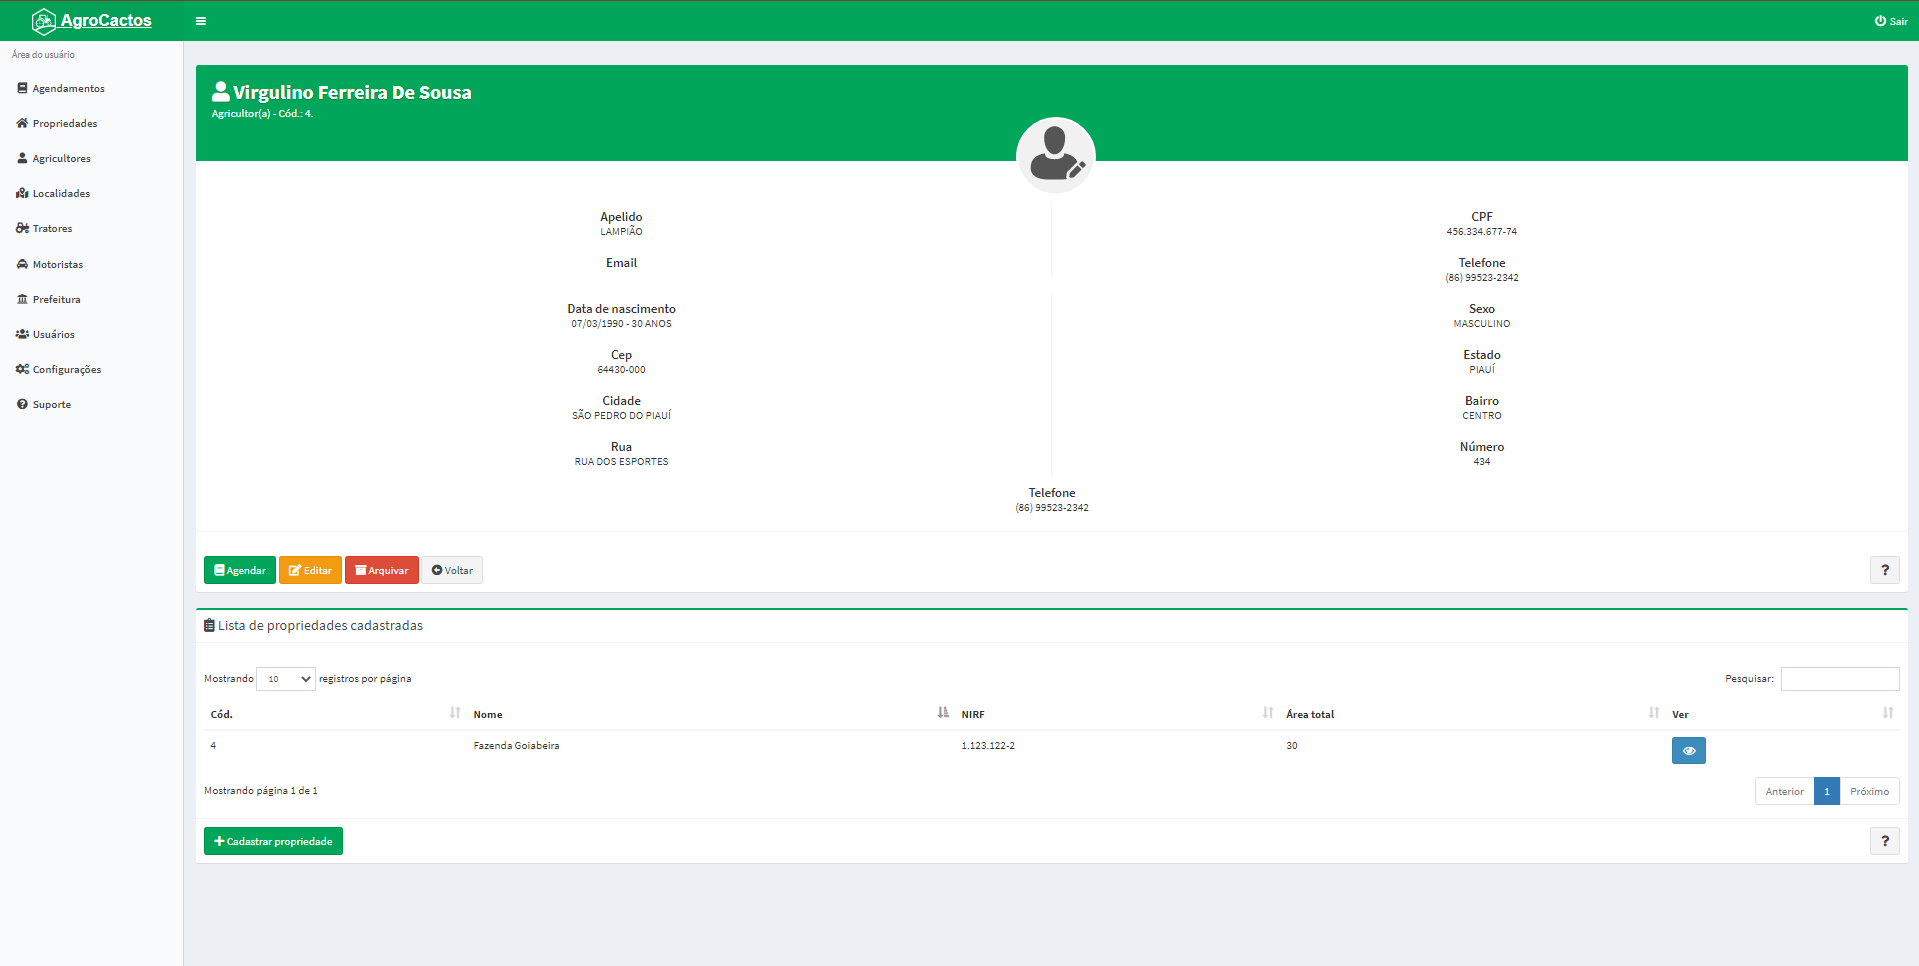 AgroCactos
Sair
Área do usuário
Agendamentos
Propriedades
Agricultores
Localidades
Tratores
Motoristas
Prefeitura
Usuários
Configurações
Suporte
Virgulino Ferreira De Sousa
Agricultor(a) - Cód.: 4.
Apelido
LAMPIÃO
CPF
456.334.677-74
Email
Telefone
(86) 99523-2342
Data de nascimento
07/03/1990 - 30 ANOS
Sexo
MASCULINO
Cep
64430-000
Estado
PIAUÍ
Cidade
SÃO PEDRO DO PIAUÍ
Bairro
CENTRO
Rua
RUA DOS ESPORTES
Número
434
Telefone
(86) 99523-2342
Agendar Editar Arquivar Voltar ?
Lista de propriedades cadastradas
Mostrando 10 registros por página Pesquisar:
Cód. Nome NIRF Área total Ver
4 Fazenda Goiabeira 1.123.122-2 30
Mostrando página 1 de 1 Anterior 1 Próximo
Cadastrar propriedade ?